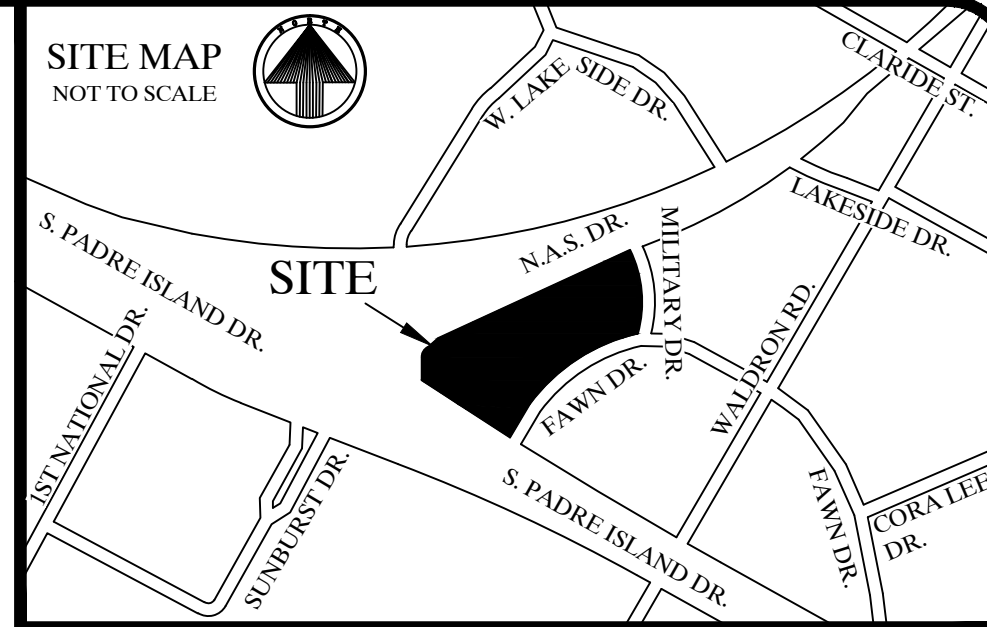 NORTH
SITE MAP
NOT TO SCALE
W. LAKE
SIDE DR.
CLARIDE ST.
S. PADRE ISLAND DR.
SITE
N.A.S. DR.
MILITARY DR.
LAKESIDE DR.
1ST NATIONAL DR.
FAWN DR.
WALDRON RD.
SUNBURST DR.
S. PADRE ISLAND DR.
FAWN DR.
CORA LEE
DR.